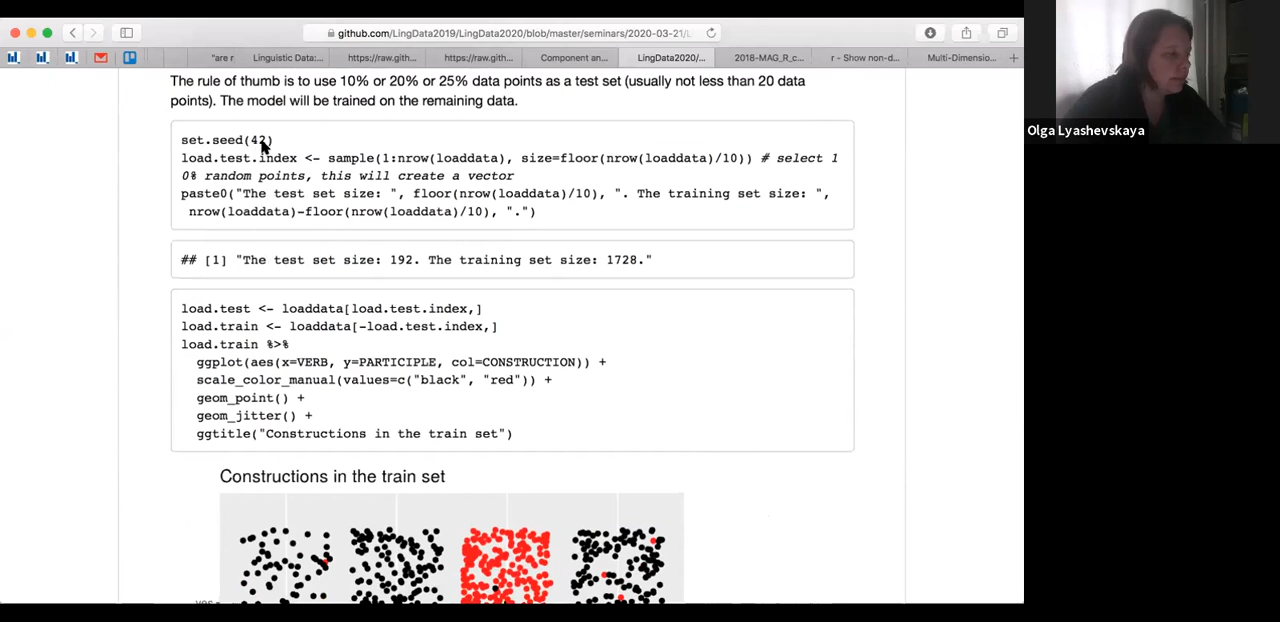 github.com/LingData2019/LingData2020/blob/master/seminars/2020-03-21/L
"are r
Linguistic Data:...
https://raw.gith...
https://raw.gith...
Component an...
LingData2020/...
2018-MAG_R_c...
r - Show non-d...
Multi-Dimensio...
The rule of thumb is to use 10% or 20% or 25% data points as a test set (usually not less than 20 data
points). The model will be trained on the remaining data.
set.seed(42)
load.test.index <- sample(1:nrow(loaddata), size=floor(nrow(loaddata)/10)) # select 1
0% random points, this will create a vector
paste0("The test set size: ", floor(nrow(loaddata)/10), ". The training set size: ",
nrow(loaddata)-floor(nrow(loaddata)/10), ".")
## [1] "The test set size: 192. The training set size: 1728."
load.test <- loaddata[load.test.index,]
load.train <- loaddata[-load.test.index,]
load.train %>%
ggplot(aes(x=VERB, y=PARTICIPLE, col=CONSTRUCTION)) +
scale_color_manual(values=c("black", "red")) +
geom_point() +
geom_jitter() +
ggtitle("Constructions in the train set")
Constructions in the train set
yes
Olga Lyashevskaya